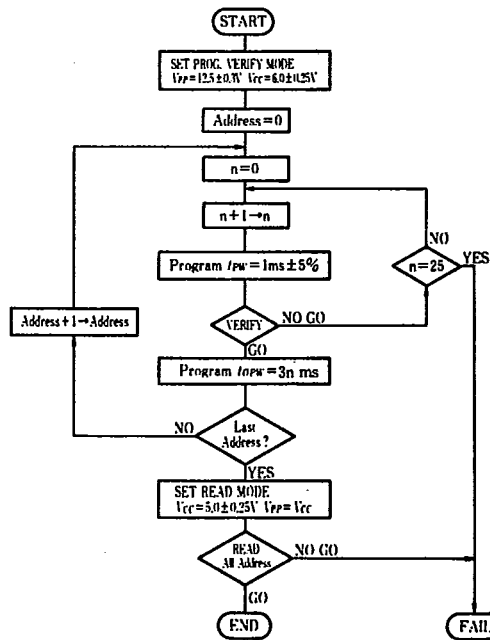 START
SET PROG. VERIFY MODE
VPP=12.5±0.3V VCC=6.0±0.25V
Address=0
n=0
n+1→n
NO
YES
n=25
Program tPW=1ms±5%
Address+1→Address
VERIFY
NO GO
GO
Program tOPW=3n ms
NO
Last
Address?
YES
SET READ MODE
VCC=5.0±0.25V VPP=VCC
READ
All Address
NO GO
GO
END
FAIL